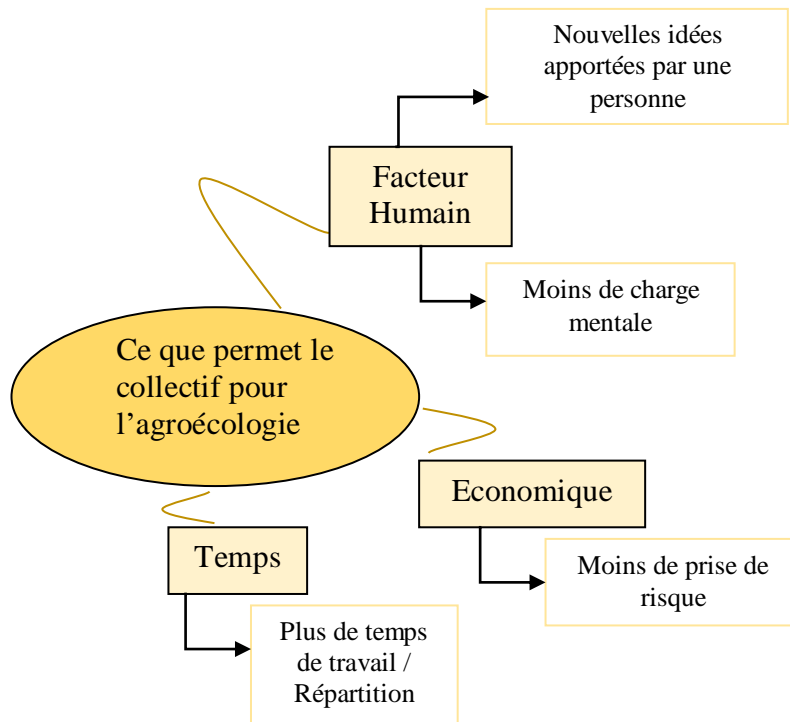 Nouvelles idées
apportées par une
personne
Facteur
Humain
Moins de charge
mentale
Ce que permet le
collectif pour
l’agroécologie
Economique
Moins de prise de
risque
Temps
Plus de temps
de travail /
Répartition